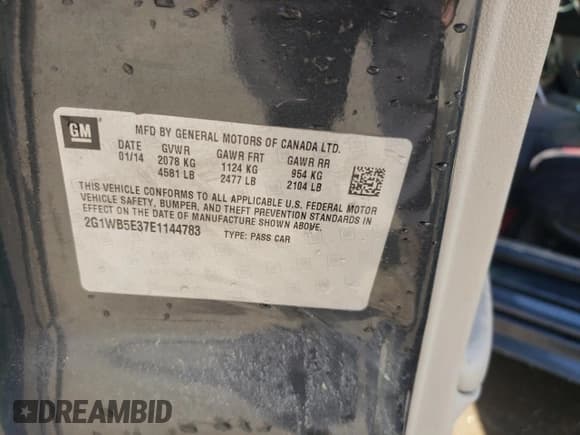 GM
MFD BY GENERAL MOTORS OF CANADA LTD.
DATE GVWR GAWR FRT GAWR RR
01/14 2078 KG 1124 KG 954 KG
4581 LB 2477 LB 2104 LB
THIS VEHICLE CONFORMS TO ALL APPLICABLE U.S. FEDERAL MOTOR
VEHICLE SAFETY, BUMPER, AND THEFT PREVENTION STANDARDS IN
EFFECT ON THE DATE OF MANUFACTURE SHOWN ABOVE.
2G1WB5E37E1144783 TYPE: PASS CAR
DREAMBID